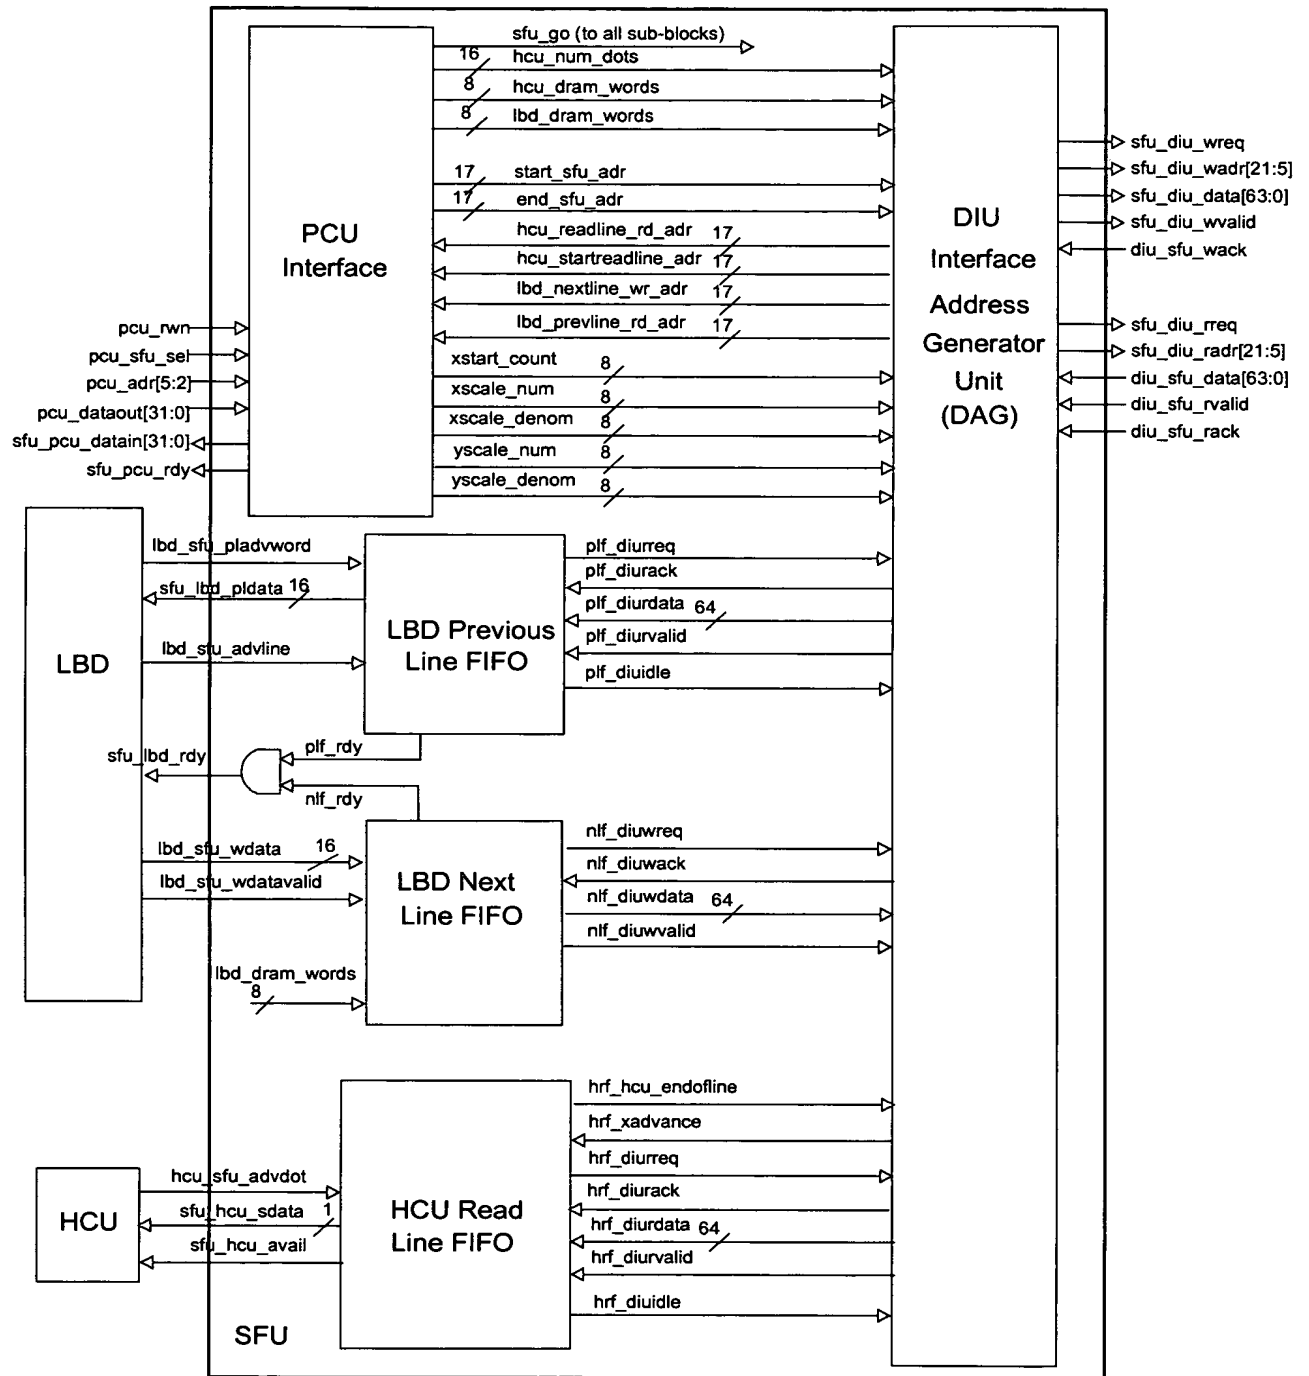 sfu_go (to all sub-blocks)
16
hcu_num_dots
8
hcu_dram_words
8
lbd_dram_words
17
start_sfu_adr
17
end_sfu_adr
hcu_readline_rd_adr
17
hcu_startreadline_adr
17
lbd_nextline_wr_adr
17
lbd_prevline_rd_adr
17
xstart_count
8
xscale_num
8
xscale_denom
8
yscale_num
8
yscale_denom
8
PCU
Interface
pcu_rwn
pcu_sfu_sel
pcu_adr[5:2]
pcu_dataout[31:0]
sfu_pcu_datain[31:0]
sfu_pcu_rdy
DIU
Interface
Address
Generator
Unit
(DAG)
sfu_diu_wreq
sfu_diu_wadr[21:5]
sfu_diu_data[63:0]
sfu_diu_wvalid
diu_sfu_wack
sfu_diu_rreq
sfu_diu_radr[21:5]
diu_sfu_data[63:0]
diu_sfu_rvalid
diu_sfu_rack
LBD
lbd_sfu_pladvword
sfu_lbd_pldata
16
lbd_sfu_advline
LBD Previous
Line FIFO
plf_diurreq
plf_diurack
plf_diurdata
64
plf_diurvalid
plf_diuidle
sfu_lbd_rdy
plf_rdy
nlf_rdy
lbd_sfu_wdata
16
lbd_sfu_wdatavalid
lbd_dram_words
8
LBD Next
Line FIFO
nlf_diuwreq
nlf_diuwack
nlf_diuwdata
64
nlf_diuwvalid
HCU
hcu_sfu_advdot
sfu_hcu_sdata
1
sfu_hcu_avail
HCU Read
Line FIFO
hrf_hcu_endofline
hrf_xadvance
hrf_diurreq
hrf_diurack
hrf_diurdata
64
hrf_diurvalid
hrf_diuidle
SFU